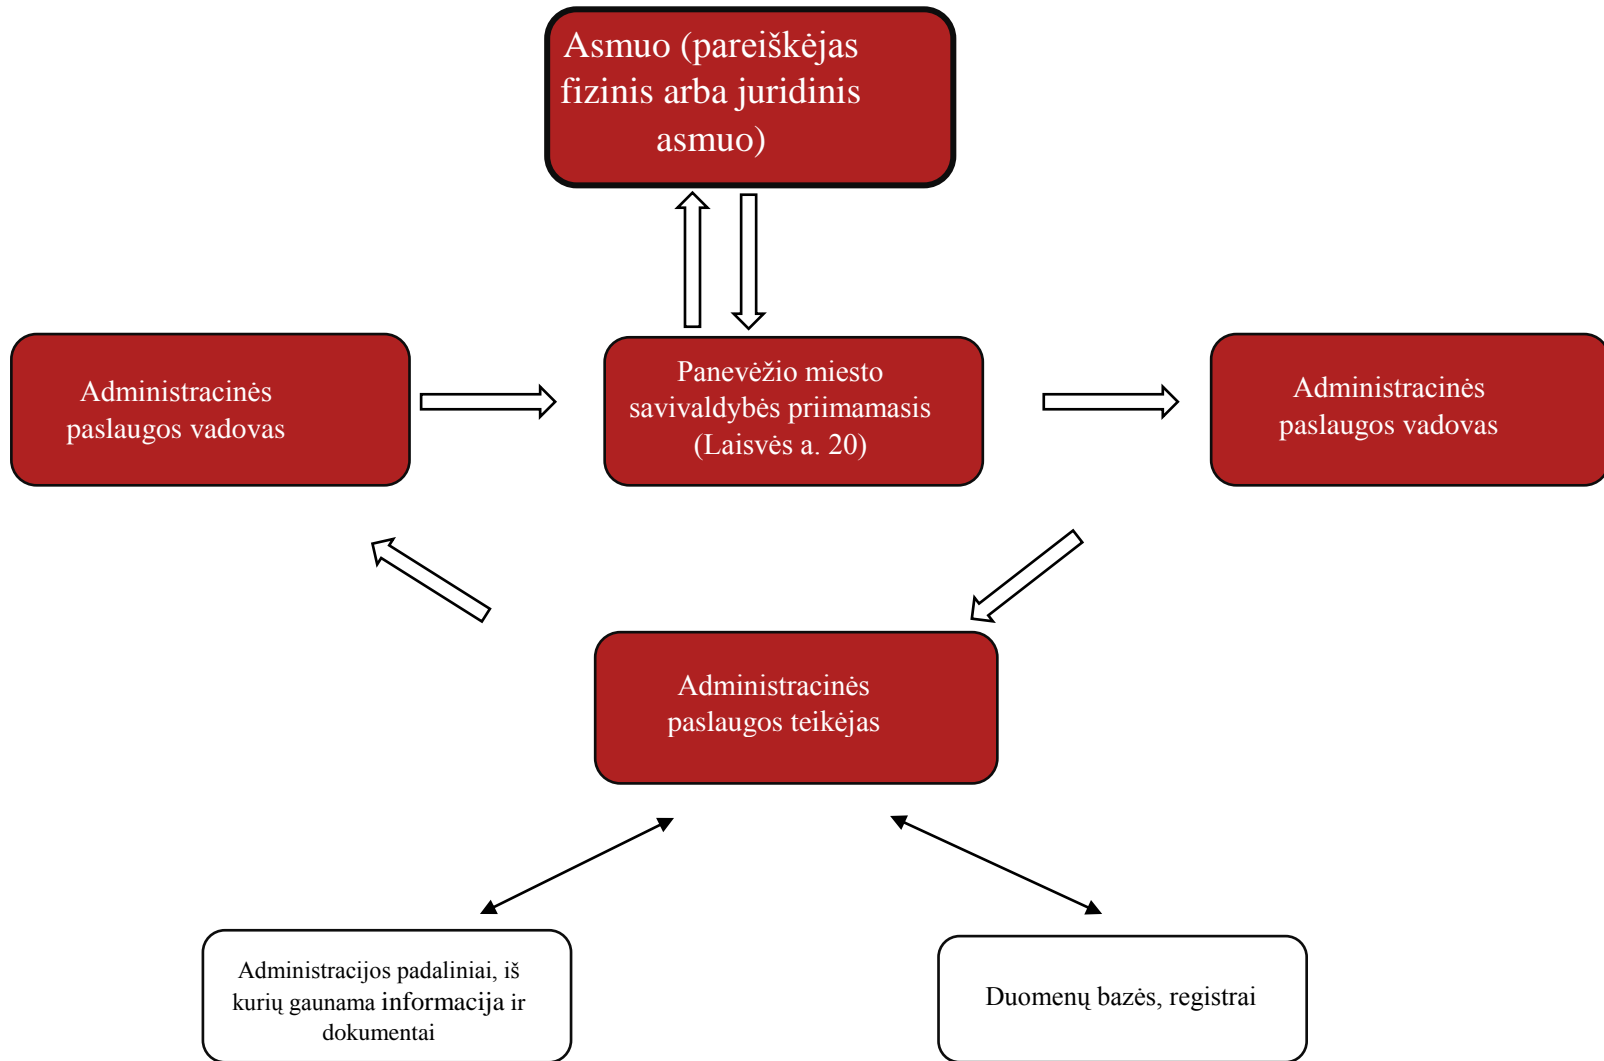 Asmuo (pareiškėjas
fizinis arba juridinis
asmuo)
Administracinės
paslaugos vadovas
Panevėžio miesto
savivaldybės priimamasis
(Laisvės a. 20)
Administracinės
paslaugos vadovas
Administracinės
paslaugos teikėjas
Administracijos padaliniai, iš
kurių gaunama informacija ir
dokumentai
Duomenų bazės, registrai